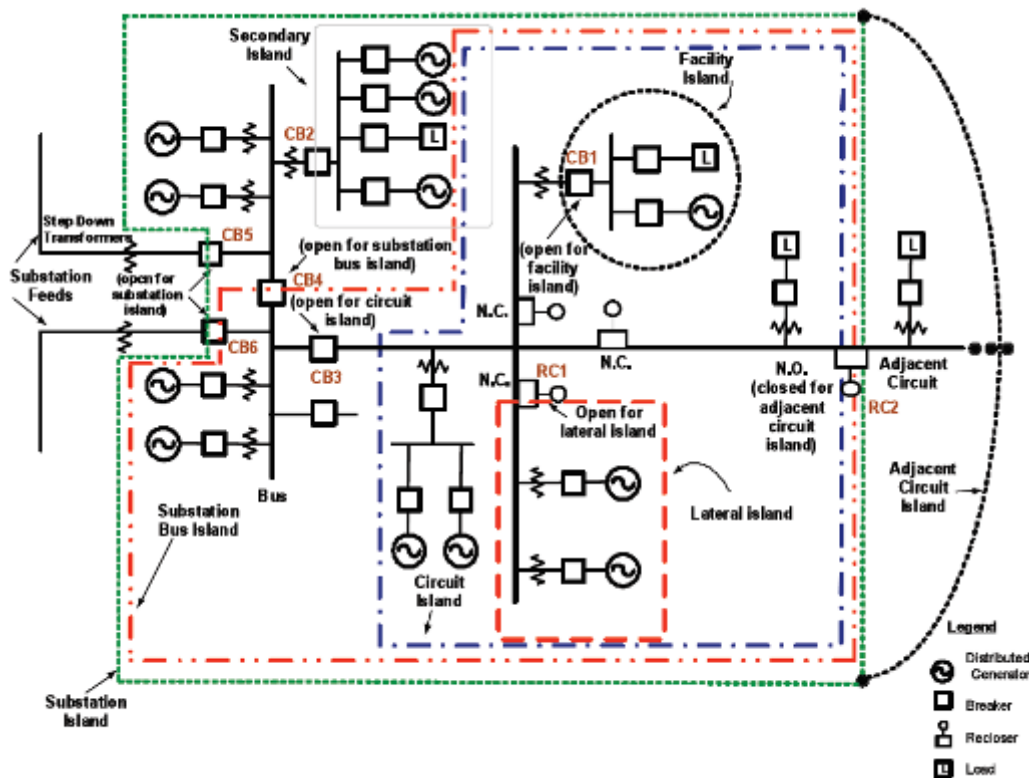 Secondary
Island
Facility
Island
CB2
L
CB1
L
Step Down
Transformers
CB5
(open for substation
bus island)
(open for
facility
island)
L
L
Substation
Feeds
(open for
substation
island)
CB4
(open for circuit
island)
N.C.
CB6
CB3
N.C.
N.C.
RC1
N.O.
(closed for
adjacent
circuit
island)
Adjacent
Circuit
RC2
Open for
lateral island
Bus
Substation
Bus Island
Lateral island
Adjacent
Circuit
Island
Circuit
Island
Substation
Island
Legend
Distributed
Generator
Breaker
Recloser
L
Load